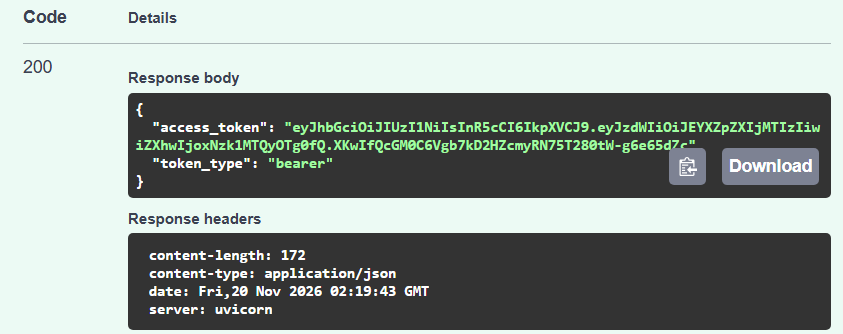 Code Details
200
Response body
{
"access_token": "eyJhbGciOiJIUzI1NiIsInR5cCI6IkpXVCJ9.eyJzdWIiOiJEYXZpZXIjMTIzIiw
iZXhwIjoxNzk1MTQyOTg0fQ.XKwIfQcGM0C6Vgb7kD2HZcmyRN75T280tW-g6e65dZc"
"token_type": "bearer"
}
Download
Response headers
content-length: 172
content-type: application/json
date: Fri,20 Nov 2026 02:19:43 GMT
server: uvicorn